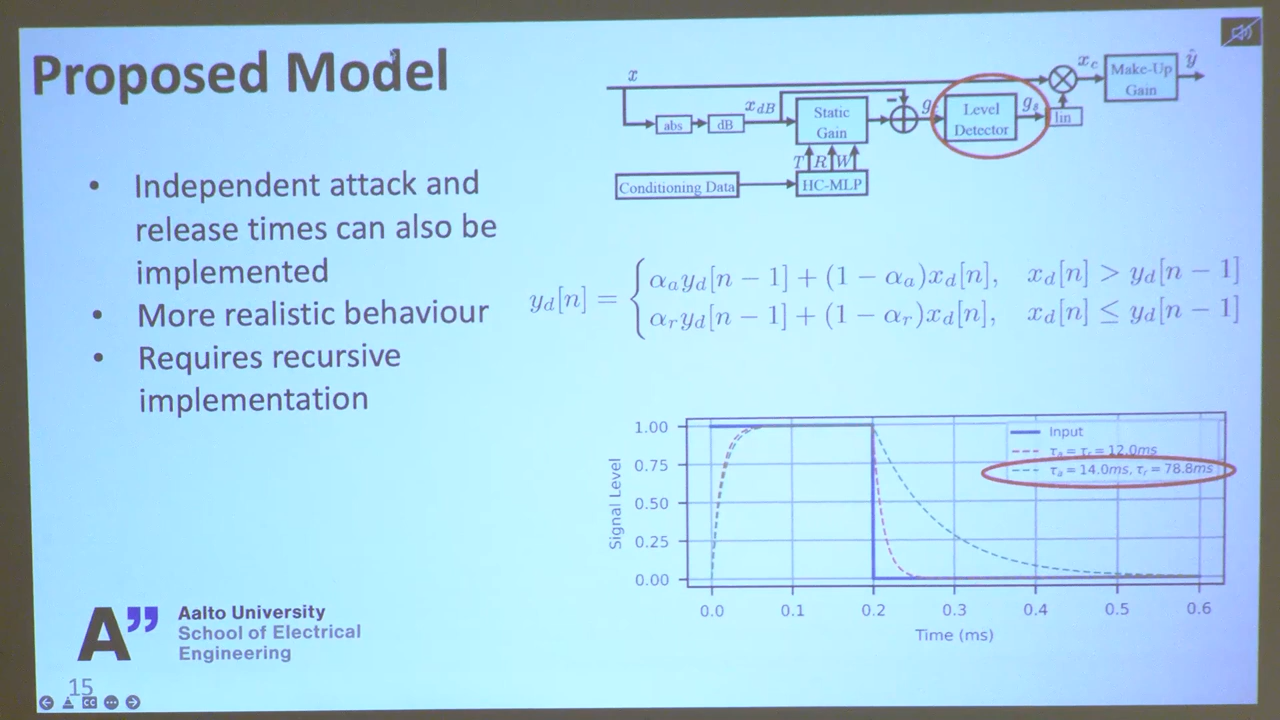 Proposed Model
• Independent attack and
release times can also be
implemented
• More realistic behaviour
• Requires recursive
implementation
x
abs
dB
x_dB
Static
Gain
T R W
HC-MLP
Conditioning Data
−
g
Level
Detector
g_s
lin
x_c
Make-Up
Gain
ŷ
y_d[n] = { α_a y_d[n − 1] + (1 − α_a)x_d[n], x_d[n] > y_d[n − 1]
α_r y_d[n − 1] + (1 − α_r)x_d[n], x_d[n] ≤ y_d[n − 1]
Input
τ_a = τ_r = 12.0ms
τ_a = 14.0ms, τ_r = 78.8ms
Signal Level
1.00
0.75
0.50
0.25
0.00
0.0 0.1 0.2 0.3 0.4 0.5 0.6
Time (ms)
A”
Aalto University
School of Electrical
Engineering
15
CC